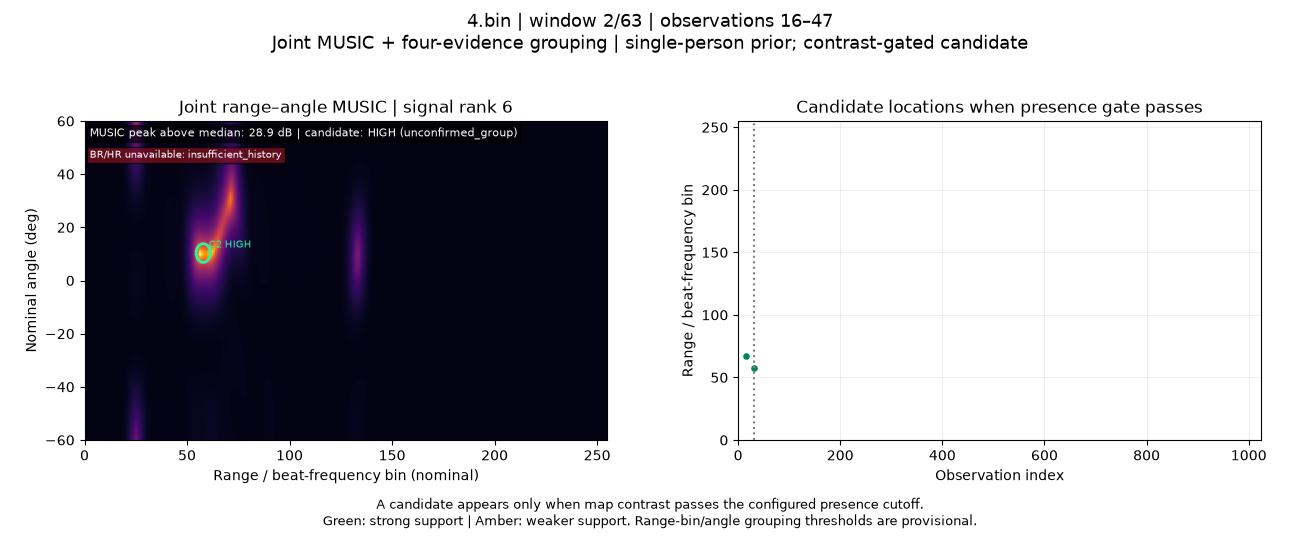 4.bin | window 2/63 | observations 16–47
Joint MUSIC + four-evidence grouping | single-person prior; contrast-gated candidate
Joint range–angle MUSIC | signal rank 6
MUSIC peak above median: 28.9 dB | candidate: HIGH (unconfirmed_group)
BR/HR unavailable: insufficient_history
HIGH
60
40
20
0
−20
−40
−60
Nominal angle (deg)
0
50
100
150
200
250
Range / beat-frequency bin (nominal)
Candidate locations when presence gate passes
250
200
150
100
50
0
Range / beat-frequency bin
0
200
400
600
800
1000
Observation index
A candidate appears only when map contrast passes the configured presence cutoff.
Green: strong support | Amber: weaker support. Range-bin/angle grouping thresholds are provisional.